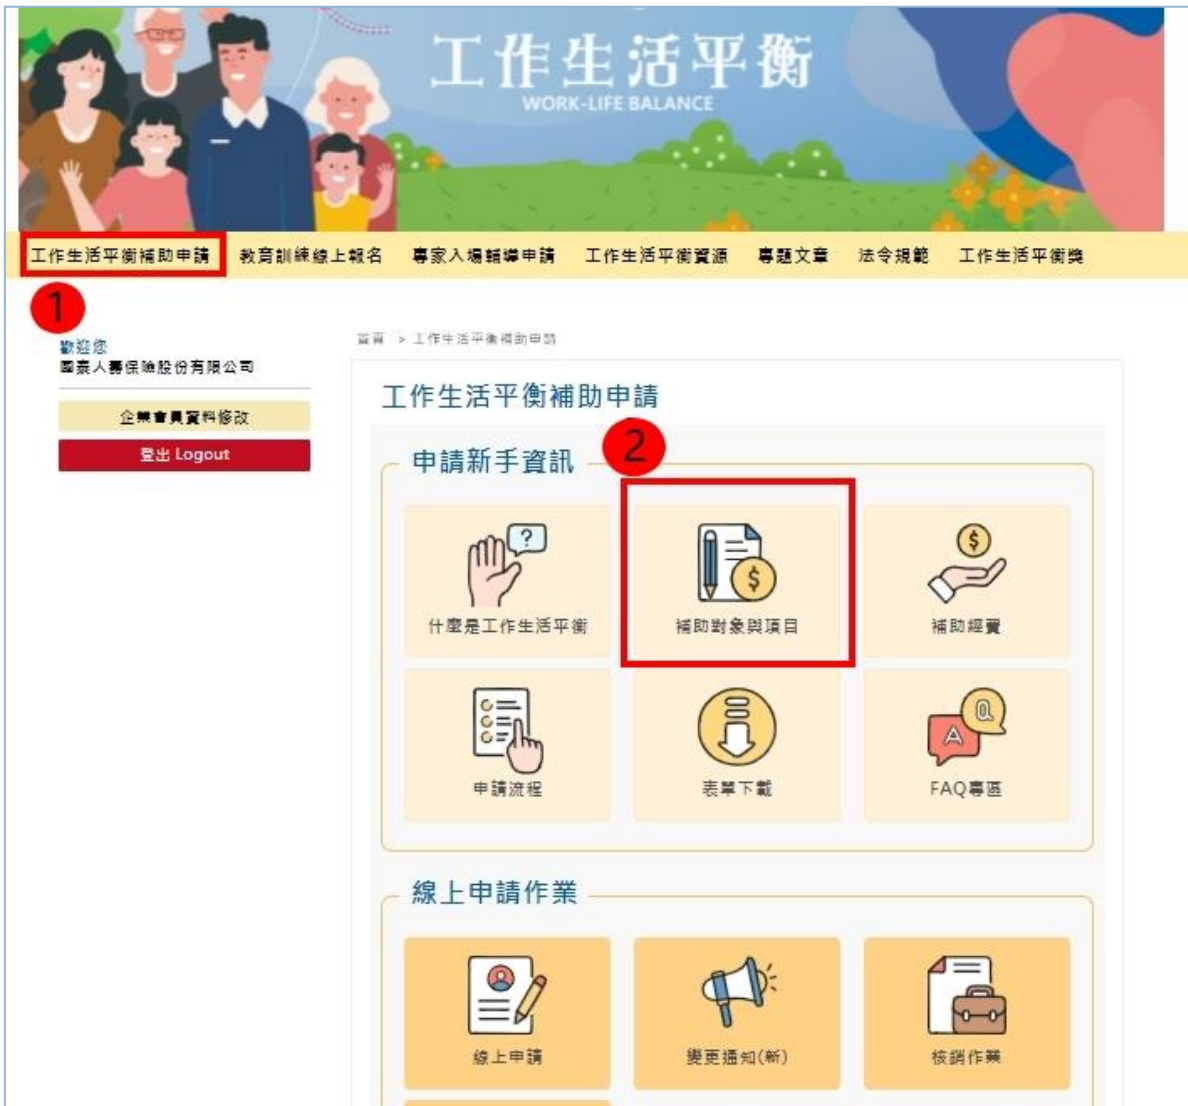 工作生活平衡
WORK-LIFE BALANCE
工作生活平衡補助申請 教育訓練線上報名 專家入場輔導申請 工作生活平衡資源 專題文章 法令規範 工作生活平衡獎
1
歡迎您
國泰人壽保險股份有限公司
企業會員資料修改
登出 Logout
首頁 > 工作生活平衡補助申請
工作生活平衡補助申請
2
申請新手資訊
?
$
$
什麼是工作生活平衡 補助對象與項目 補助經費
A Q
申請流程 表單下載 FAQ專區
線上申請作業
線上申請 變更通知(新) 核銷作業